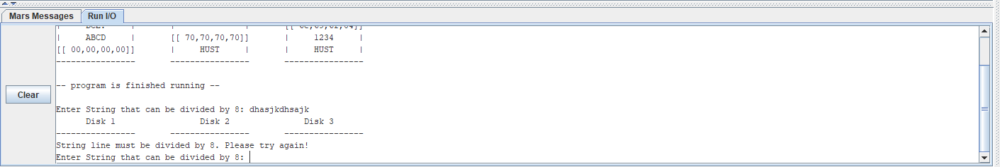 Mars Messages Run I/O
| ABCD | [[ 70,70,70,70]] | 1234 |
[[ 00,00,00,00]] | HUST | | HUST |
---------------- ---------------- ----------------
-- program is finished running --
Clear
Enter String that can be divided by 8: dhasjkdhsajk
Disk 1 Disk 2 Disk 3
---------------- ---------------- ----------------
String line must be divided by 8. Please try again!
Enter String that can be divided by 8: